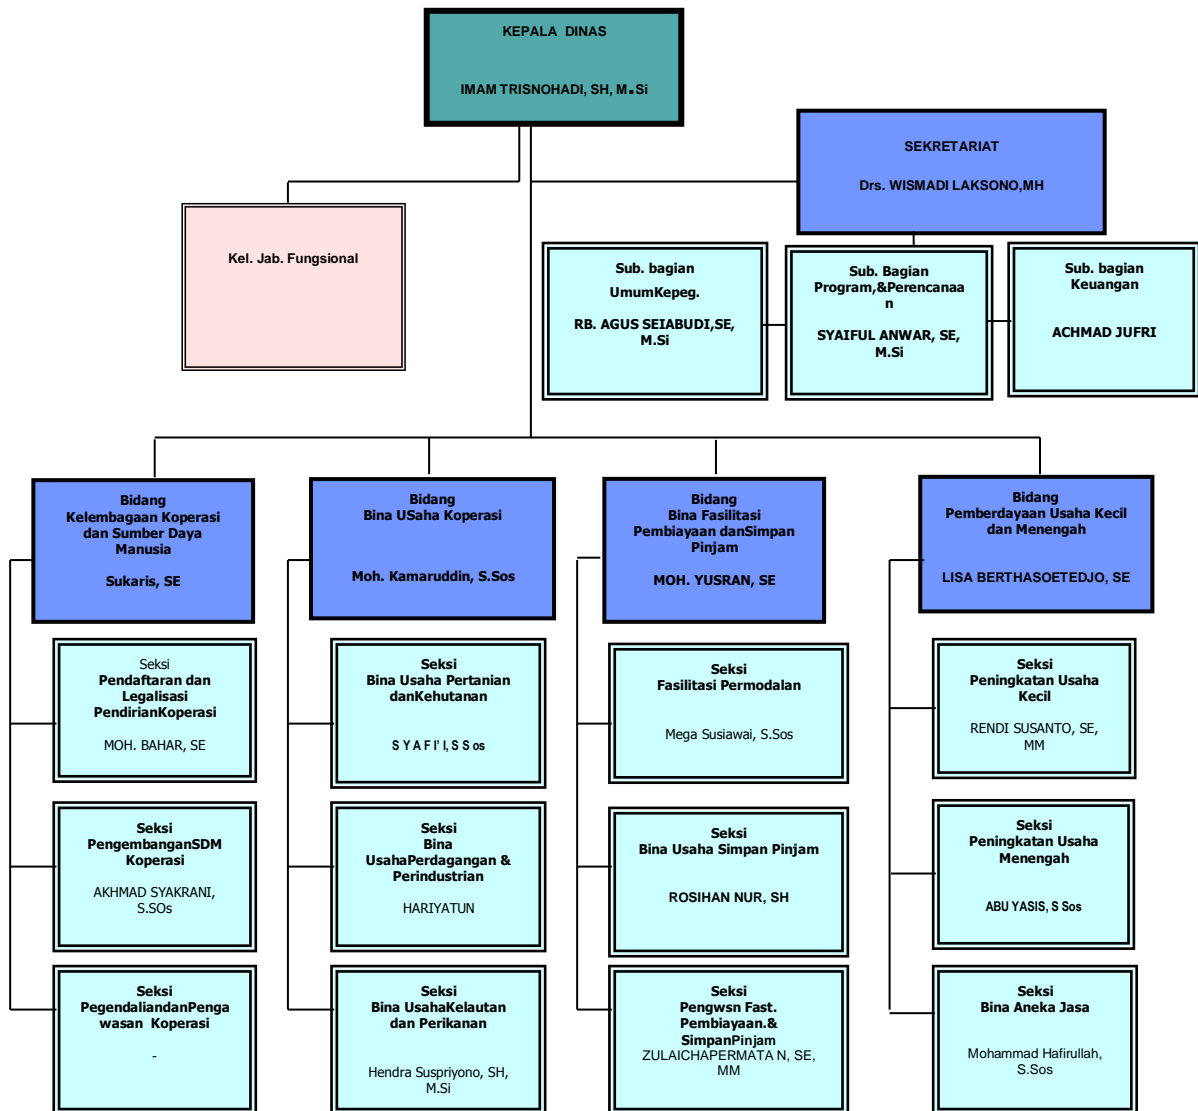 KEPALA DINAS
IMAM TRISNOHADI, SH, M.Si
SEKRETARIAT
Drs. WISMADI LAKSONO,MH
Kel. Jab. Fungsional
Sub. bagian
UmumKepeg.
RB. AGUS SEIABUDI,SE,
M.Si
Sub. Bagian
Program,&Perencanaa
n
SYAIFUL ANWAR, SE,
M.Si
Sub. bagian
Keuangan
ACHMAD JUFRI
Bidang
Kelembagaan Koperasi
dan Sumber Daya
Manusia
Sukaris, SE
Bidang
Bina USaha Koperasi
Moh. Kamaruddin, S.Sos
Bidang
Bina Fasilitasi
Pembiayaan danSimpan
Pinjam
MOH. YUSRAN, SE
Bidang
Pemberdayaan Usaha Kecil
dan Menengah
LISA BERTHASOETEDJO, SE
Seksi
Pendaftaran dan
Legalisasi
PendirianKoperasi
MOH. BAHAR, SE
Seksi
Bina Usaha Pertanian
danKehutanan
S Y A F I' I, S S os
Seksi
Fasilitasi Permodalan
Mega Susiawai, S.Sos
Seksi
Peningkatan Usaha
Kecil
RENDI SUSANTO, SE,
MM
Seksi
PengembanganSDM
Koperasi
AKHMAD SYAKRANI,
S.SOs
Seksi
Bina
UsahaPerdagangan &
Perindustrian
HARIYATUN
Seksi
Bina Usaha Simpan Pinjam
ROSIHAN NUR, SH
Seksi
Peningkatan Usaha
Menengah
ABU YASIS, S Sos
Seksi
PegendaliandanPenga
wasan Koperasi
-
Seksi
Bina UsahaKelautan
dan Perikanan
Hendra Suspriyono, SH,
M.Si
Seksi
Pengwsn Fast.
Pembiayaan.&
SimpanPinjam
ZULAICHAPERMATA N, SE,
MM
Seksi
Bina Aneka Jasa
Mohammad Hafirullah,
S.Sos